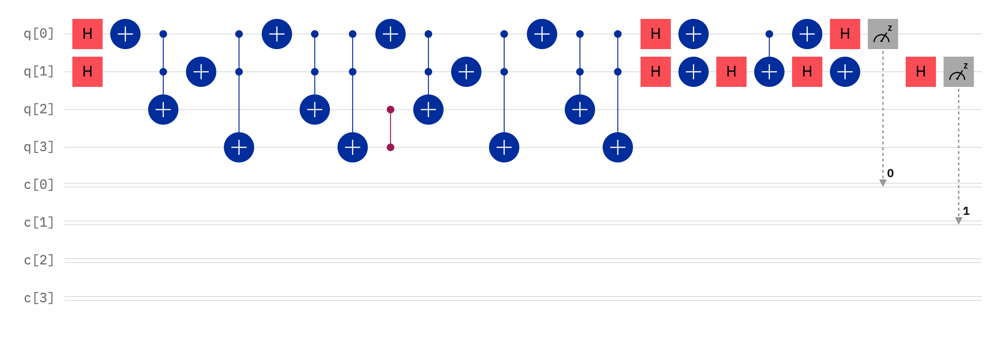 q[0] H H H z
q[1] H H H H H z
q[2]
q[3]
c[0] 0
c[1] 1
c[2]
c[3]